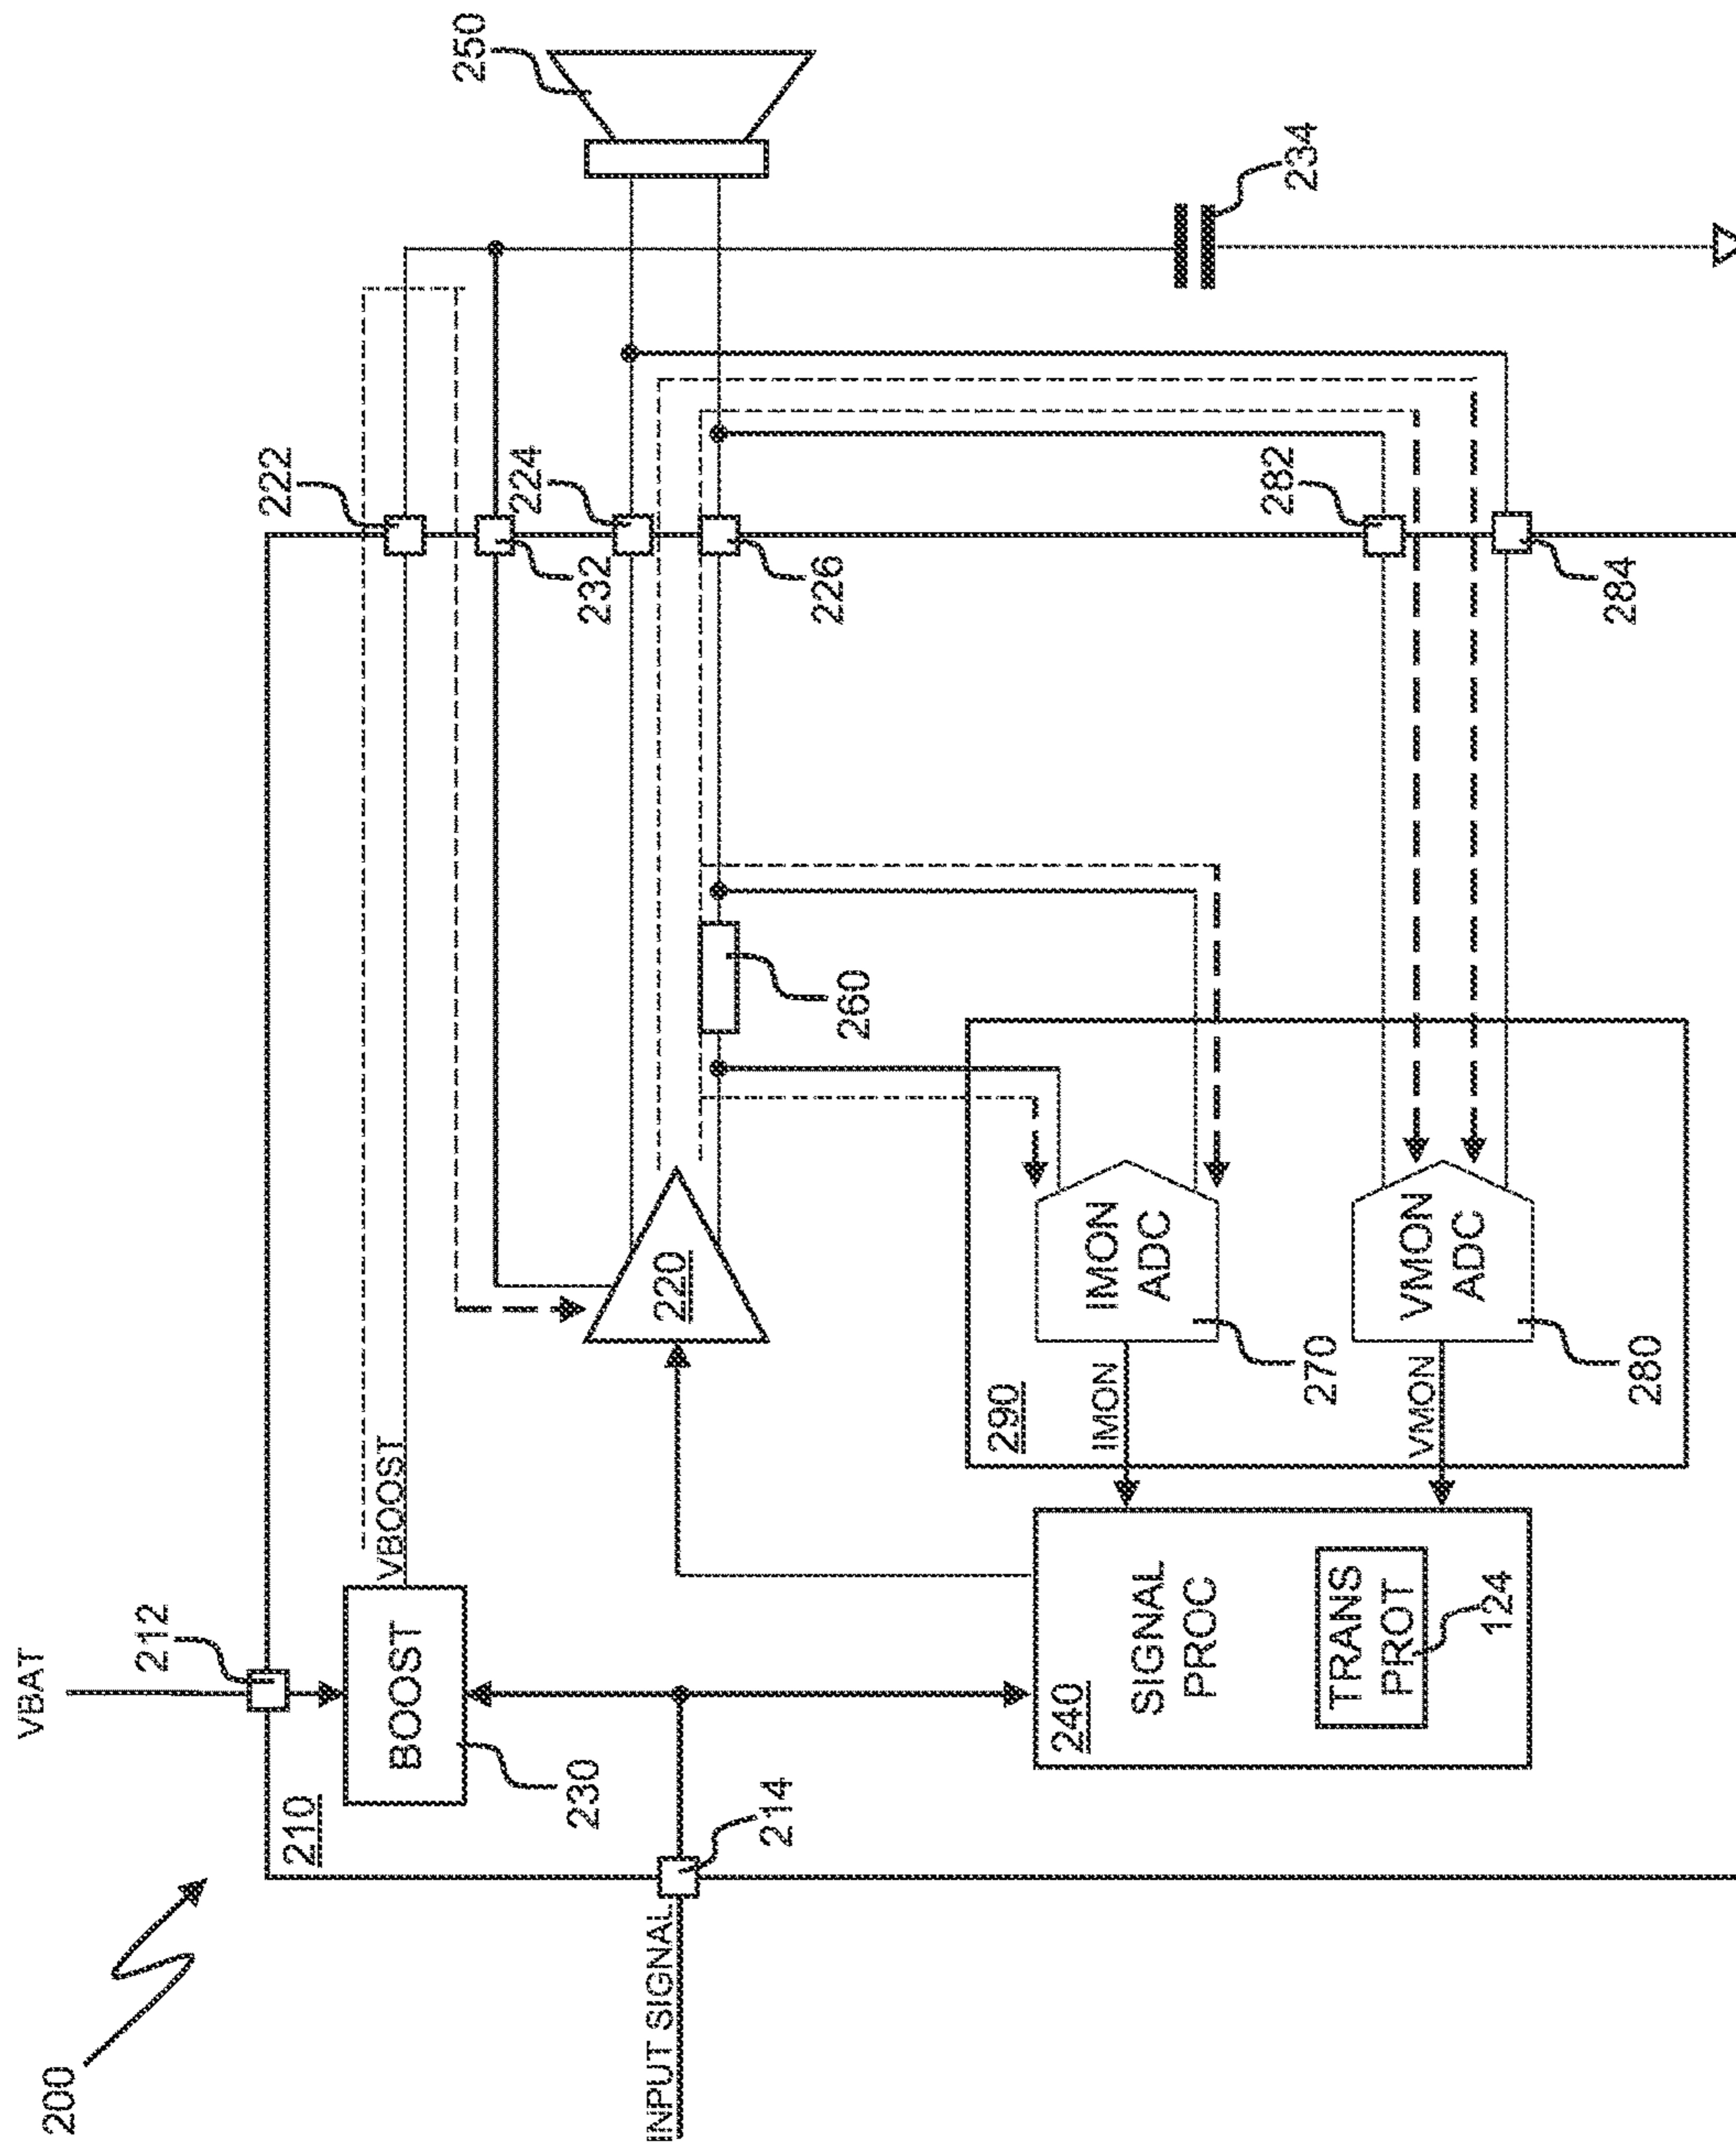 200
VBAT
212
210
BOOST
230
VBOOST
222
232
224
226
250
234
INPUT SIGNAL
214
220
260
282
284
240
SIGNAL
PROC
TRANS
PROT
124
290
IMON
IMON
ADC
270
VMON
VMON
ADC
280